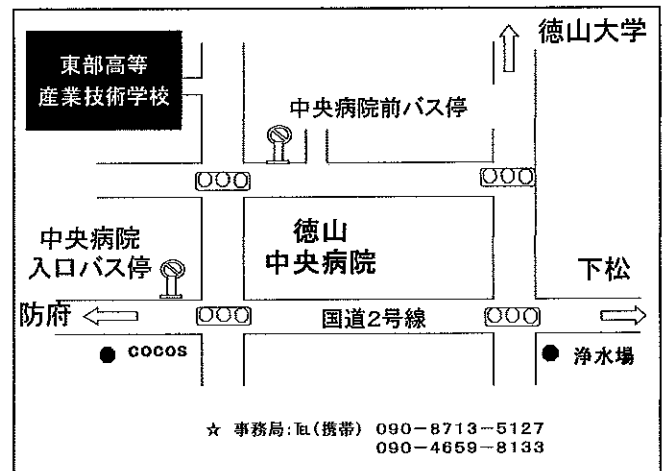 徳山大学
東部高等
産業技術学校
中央病院前バス停
徳山
中央病院
中央病院
入口バス停
下松
防府
国道2号線
COCOS
浄水場
☆ 事務局:℡(携帯) 090-8713-5127
090-4659-8133